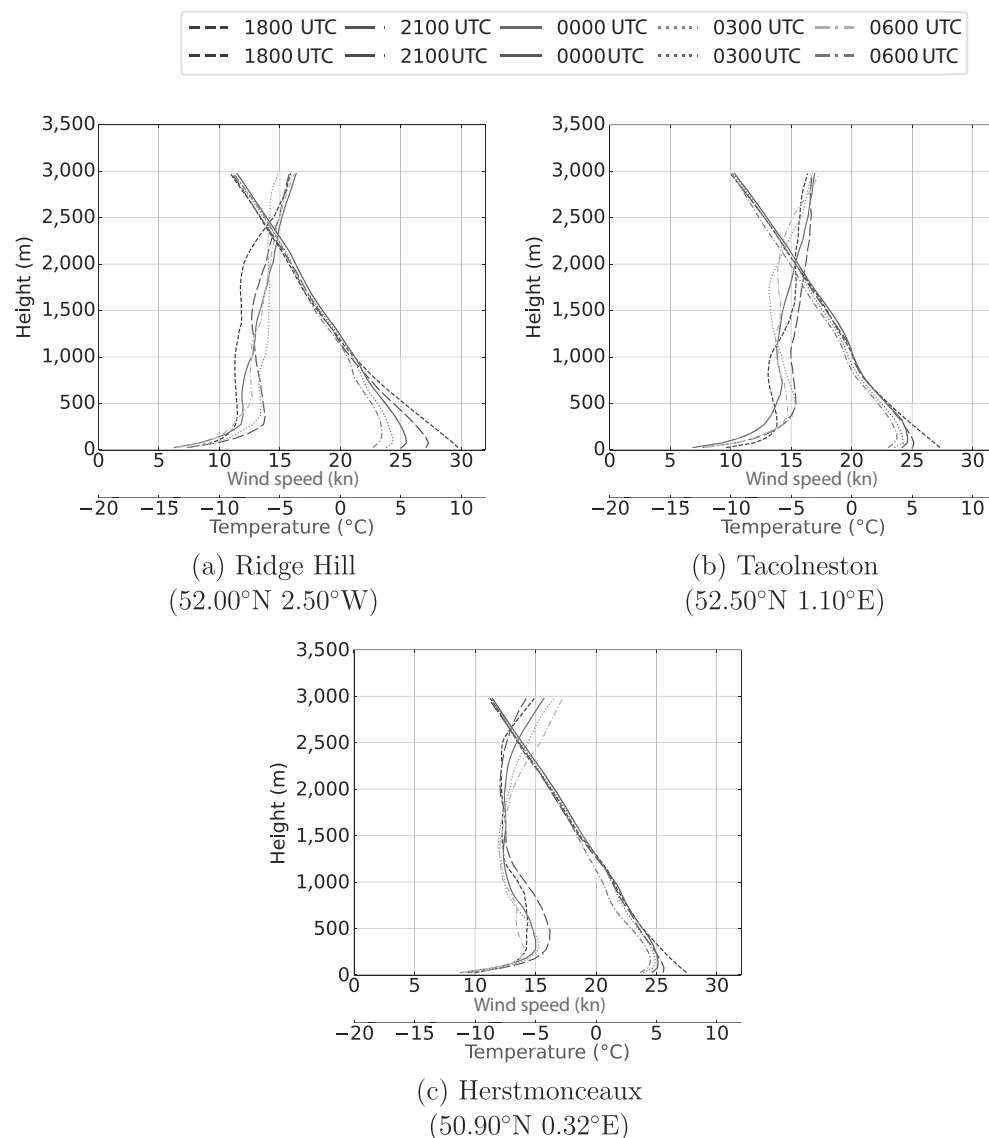 1800 UTC 2100 UTC 0000 UTC 0300 UTC 0600 UTC
1800 UTC 2100 UTC 0000 UTC 0300 UTC 0600 UTC
3,500
3,000
2,500
2,000
1,500
1,000
500
0
Height (m)
0 5 10 15 20 25 30
Wind speed (kn)
−20 −15 −10 −5 0 5 10
Temperature (°C)
(a) Ridge Hill
(52.00°N 2.50°W)
3,500
3,000
2,500
2,000
1,500
1,000
500
0
Height (m)
0 5 10 15 20 25 30
Wind speed (kn)
−20 −15 −10 −5 0 5 10
Temperature (°C)
(b) Tacolneston
(52.50°N 1.10°E)
3,500
3,000
2,500
2,000
1,500
1,000
500
0
Height (m)
0 5 10 15 20 25 30
Wind speed (kn)
−20 −15 −10 −5 0 5 10
Temperature (°C)
(c) Herstmonceaux
(50.90°N 0.32°E)